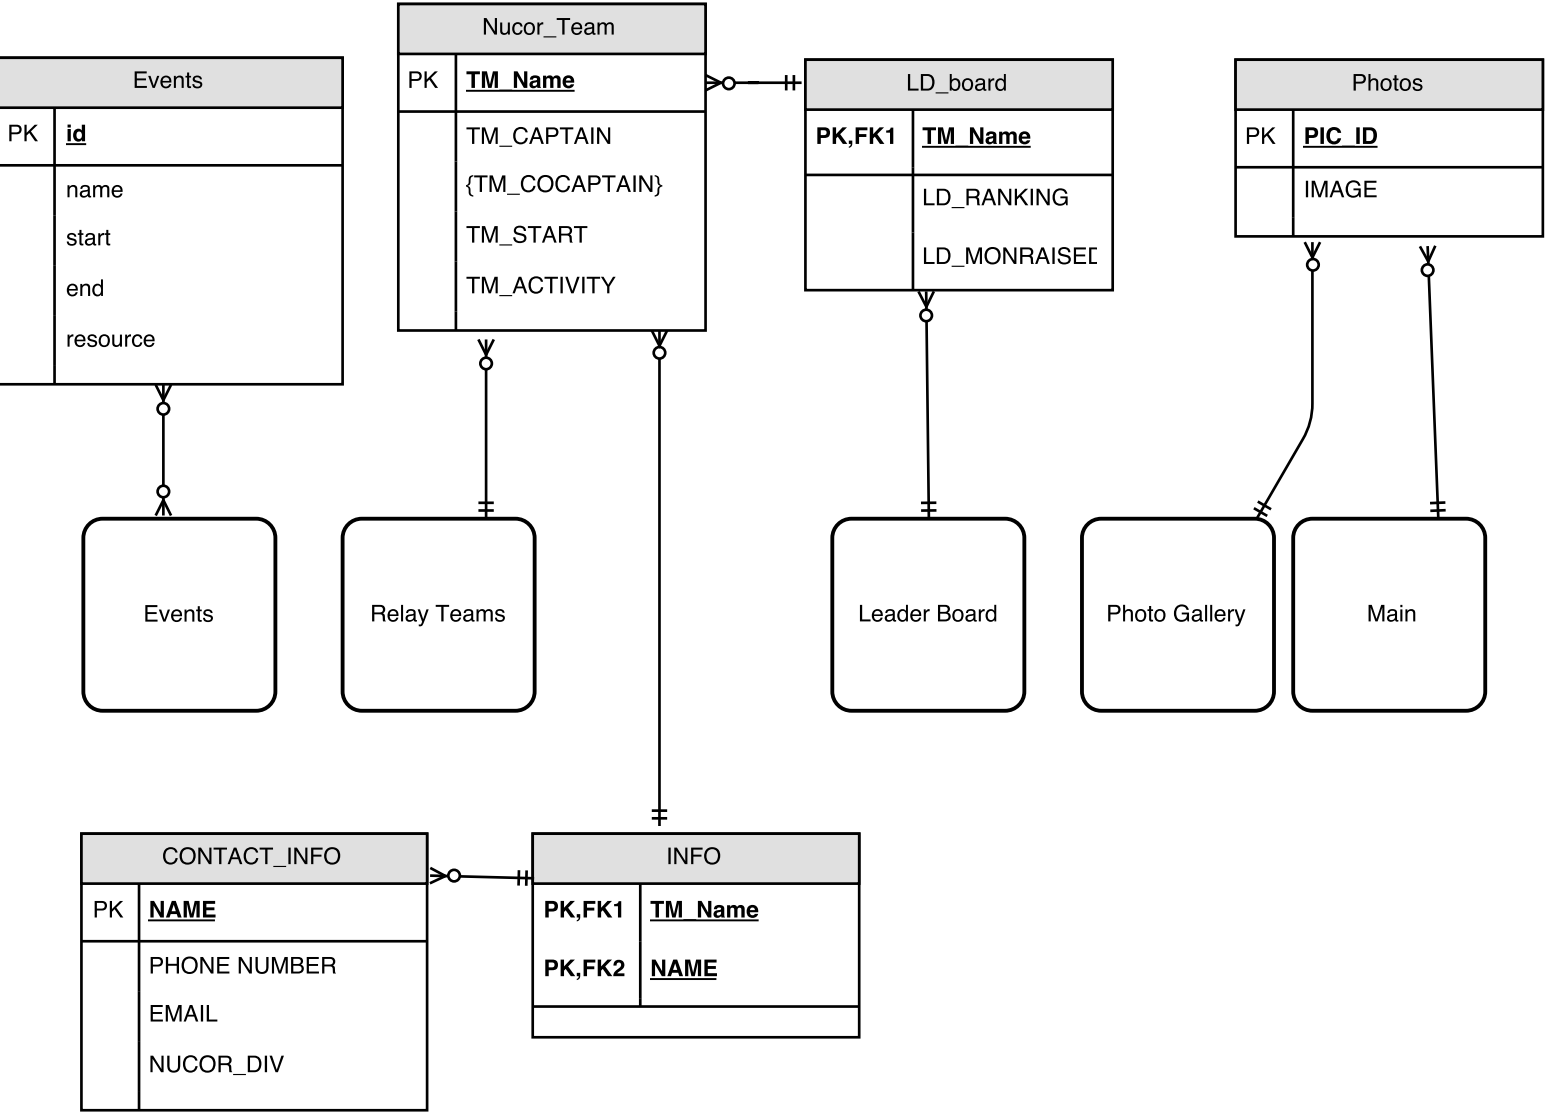 Nucor_Team
PK TM_Name
TM_CAPTAIN
{TM_COCAPTAIN}
TM_START
TM_ACTIVITY
Events
PK id
name
start
end
resource
LD_board
PK,FK1 TM_Name
LD_RANKING
LD_MONRAISED
Photos
PK PIC_ID
IMAGE
Events
Relay Teams
Leader Board
Photo Gallery
Main
CONTACT_INFO
PK NAME
PHONE NUMBER
EMAIL
NUCOR_DIV
INFO
PK,FK1 TM_Name
PK,FK2 NAME